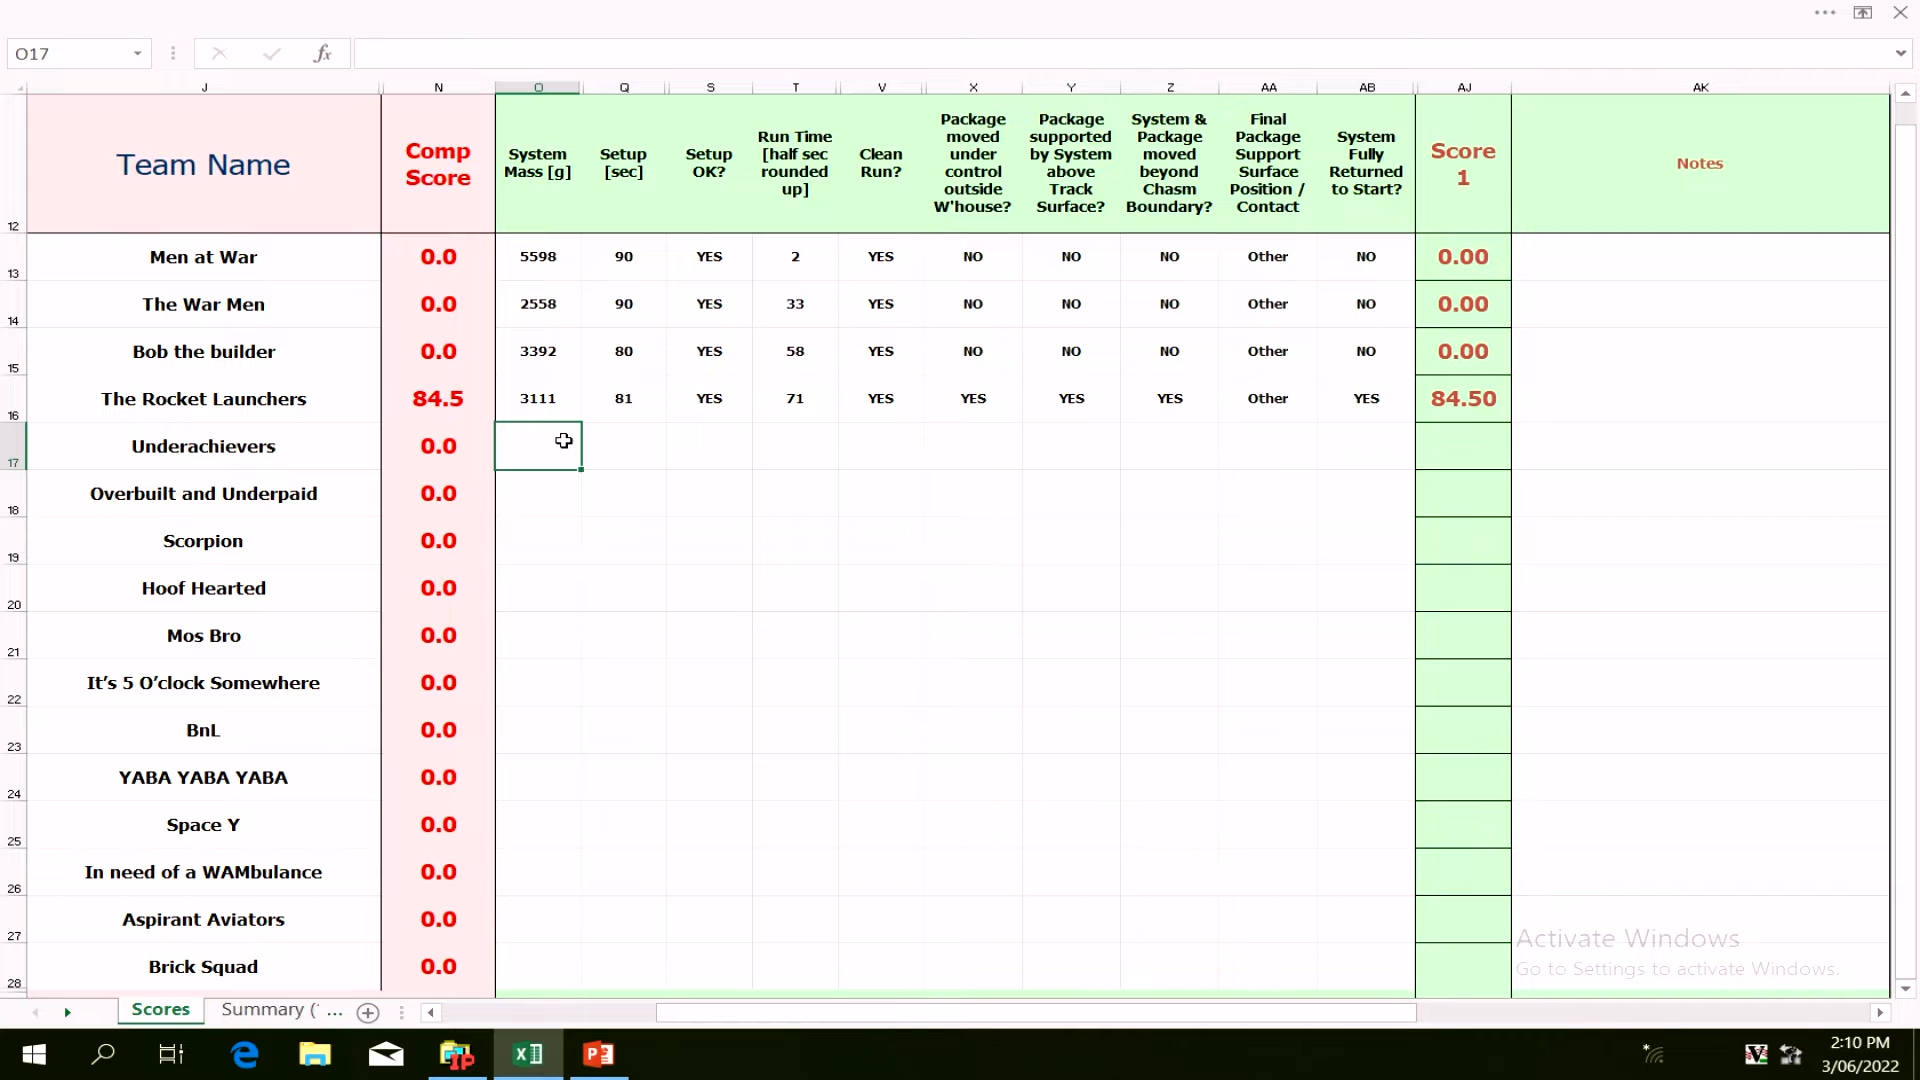 O17
fx
J N O Q S T V X Y Z AA AB AJ AK
Team Name
Comp
Score
System
Mass [g]
Setup
[sec]
Setup
OK?
Run Time
[half sec
rounded
up]
Clean
Run?
Package
moved
under
control
outside
W'house?
Package
supported
by System
above
Track
Surface?
System &
Package
moved
beyond
Chasm
Boundary?
Final
Package
Support
Surface
Position /
Contact
System
Fully
Returned
to Start?
Score
1
Notes
12
13 Men at War 0.0 5598 90 YES 2 YES NO NO NO Other NO 0.00
14 The War Men 0.0 2558 90 YES 33 YES NO NO NO Other NO 0.00
15 Bob the builder 0.0 3392 80 YES 58 YES NO NO NO Other NO 0.00
16 The Rocket Launchers 84.5 3111 81 YES 71 YES YES YES YES Other YES 84.50
17 Underachievers 0.0
18 Overbuilt and Underpaid 0.0
19 Scorpion 0.0
20 Hoof Hearted 0.0
21 Mos Bro 0.0
22 It’s 5 O’clock Somewhere 0.0
23 BnL 0.0
24 YABA YABA YABA 0.0
25 Space Y 0.0
26 In need of a WAMbulance 0.0
27 Aspirant Aviators 0.0
28 Brick Squad 0.0
Activate Windows
Go to Settings to activate Windows.
Scores Summary (' ...
2:10 PM
3/06/2022